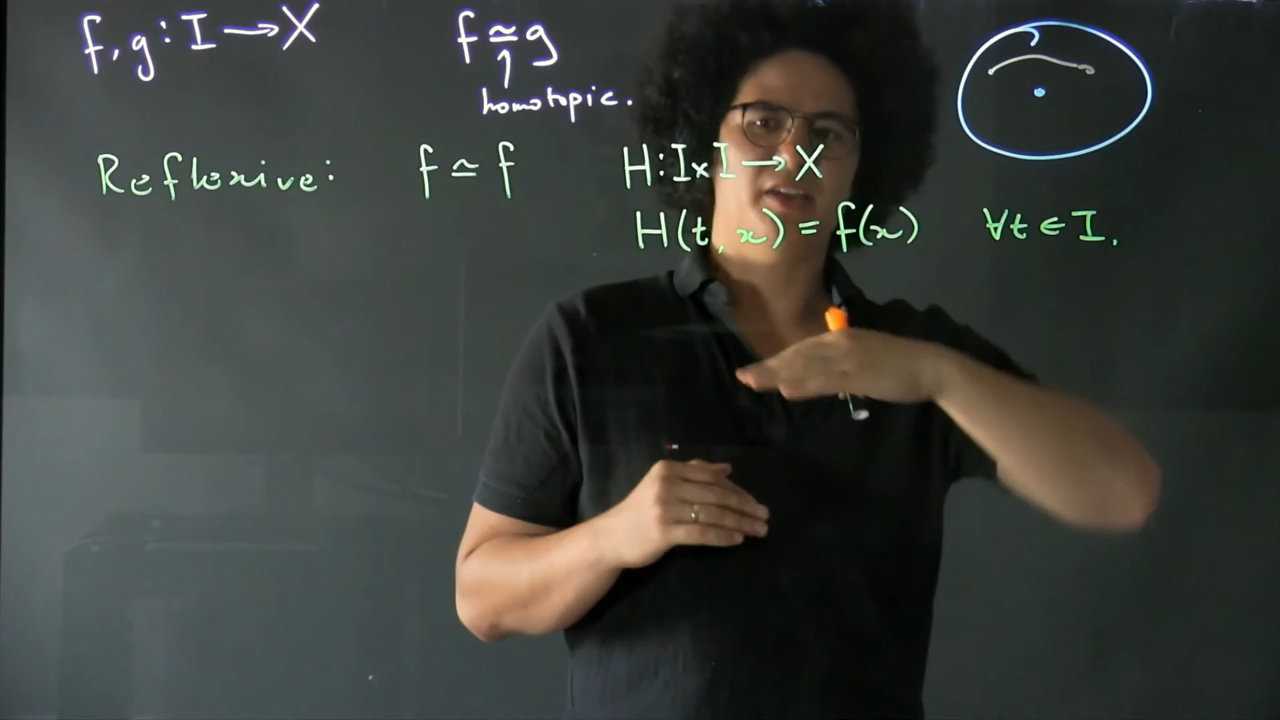 f, g : I → X
f ≃ g
↑
homotopic.
Reflexive: f ≃ f H : I × I → X
H(t, x) = f(x) ∀t ∈ I.